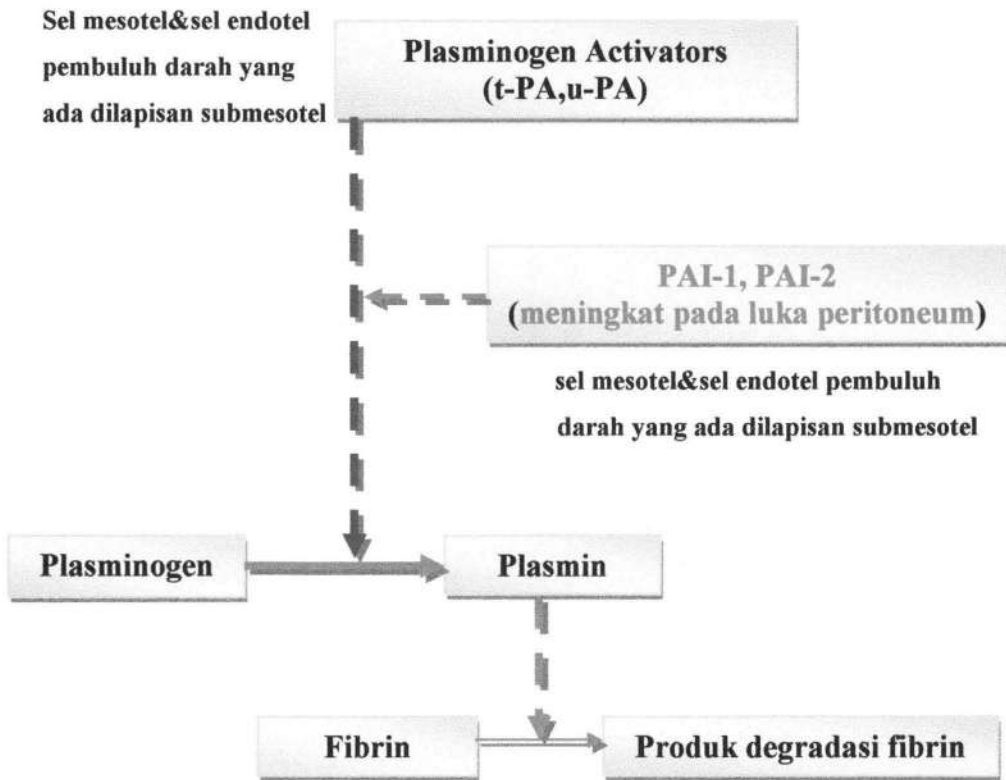 Sel mesotel&sel endotel
pembuluh darah yang
ada dilapisan submesotel
Plasminogen Activators
(t-PA,u-PA)
PAI-1, PAI-2
(meningkat pada luka peritoneum)
sel mesotel&sel endotel pembuluh
darah yang ada dilapisan submesotel
Plasminogen
Plasmin
Fibrin
Produk degradasi fibrin